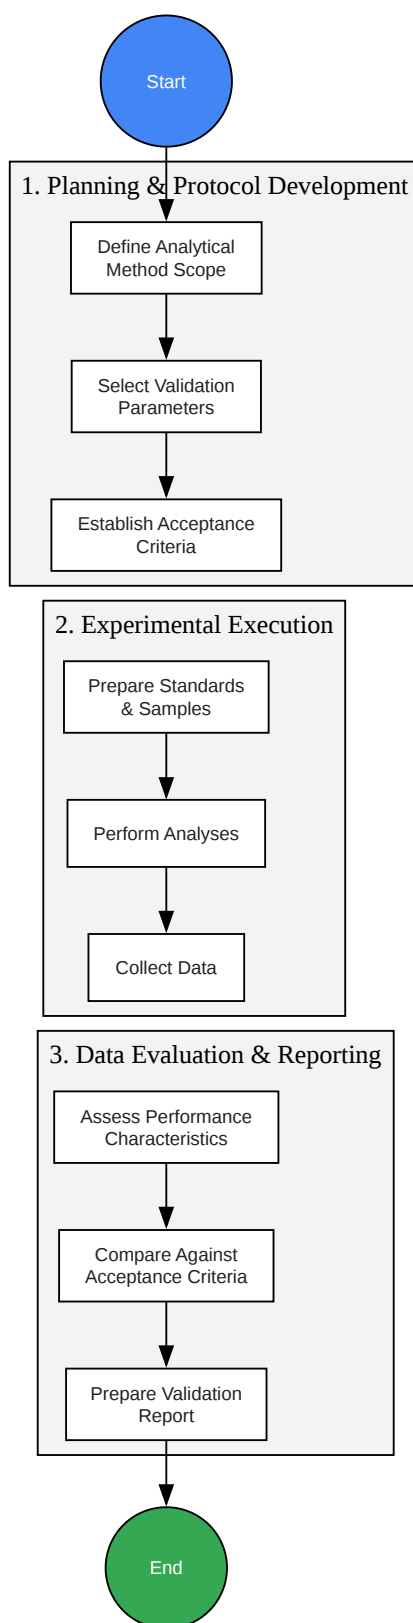 Start
1. Planning & Protocol Development
Define Analytical
Method Scope
Select Validation
Parameters
Establish Acceptance
Criteria
2. Experimental Execution
Prepare Standards
& Samples
Perform Analyses
Collect Data
3. Data Evaluation & Reporting
Assess Performance
Characteristics
Compare Against
Acceptance Criteria
Prepare Validation
Report
End